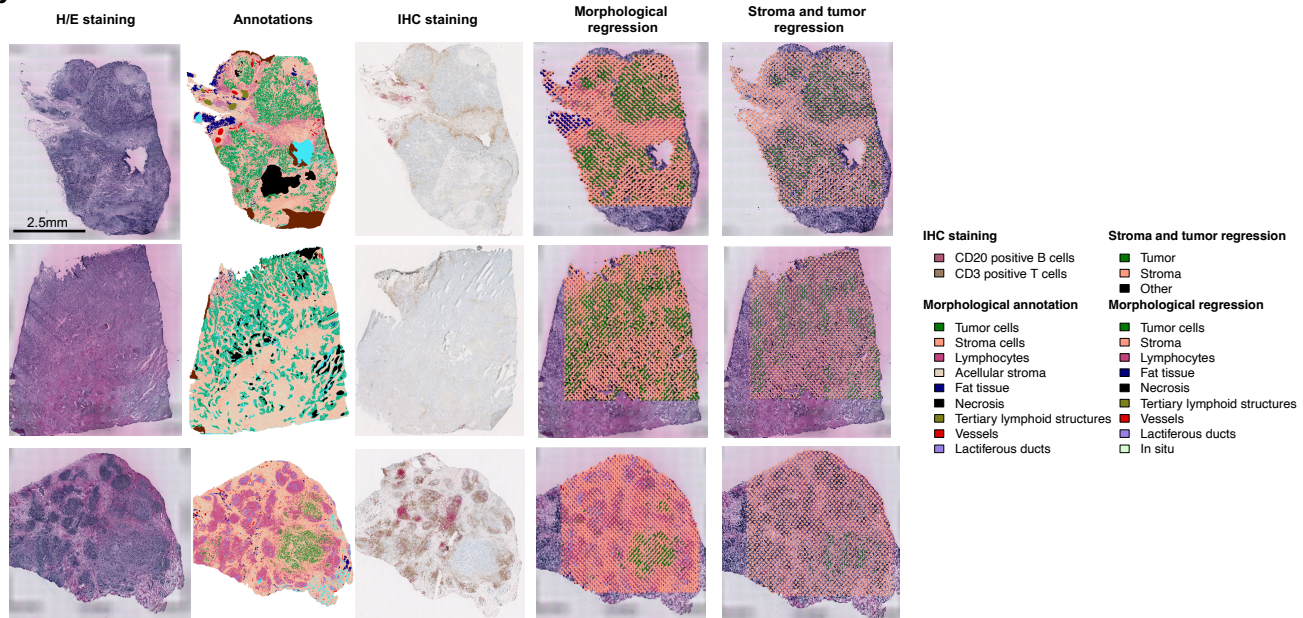 H/E staining
Annotations
IHC staining
Morphological
regression
Stroma and tumor
regression
2.5mm
IHC staining
CD20 positive B cells
CD3 positive T cells
Stroma and tumor regression
Tumor
Stroma
Other
Morphological annotation
Tumor cells
Stroma cells
Lymphocytes
Acellular stroma
Fat tissue
Necrosis
Tertiary lymphoid structures
Vessels
Lactiferous ducts
Morphological regression
Tumor cells
Stroma
Lymphocytes
Fat tissue
Necrosis
Tertiary lymphoid structures
Vessels
Lactiferous ducts
In situ